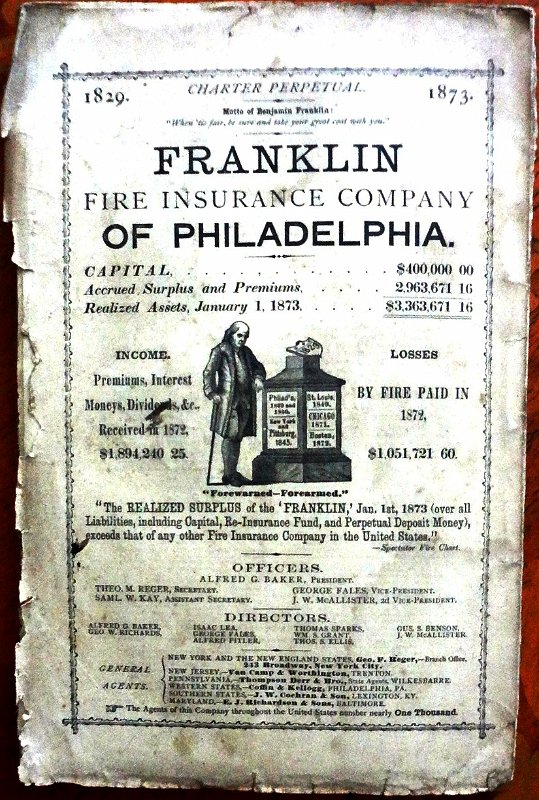 CHARTER PERPETUAL.
1829. 1873.
Motto of Benjamin Franklin:
"When 'tis fair, be sure and take your great coat with you."
FRANKLIN
FIRE INSURANCE COMPANY
OF PHILADELPHIA.
CAPITAL, . . . . . . . . . . . . . $400,000 00
Accrued Surplus and Premiums, . . . . . 2,963,671 16
Realized Assets, January 1, 1873, . . . . . $3,363,671 16
INCOME.
Premiums, Interest
Moneys, Dividends, &c.,
Received in 1872,
$1,894,240 25.
Philad'a,
1839 and
1850.
New York
and
Pittsburg,
1845.
St. Louis,
1849.
CHICAGO
1871.
Boston,
1872.
LOSSES
BY FIRE PAID IN
1872,
$1,051,721 60.
"Forewarned—Forearmed."
"The REALIZED SURPLUS of the 'FRANKLIN,' Jan. 1st, 1873 (over all
Liabilities, including Capital, Re-Insurance Fund, and Perpetual Deposit Money),
exceeds that of any other Fire Insurance Company in the United States."
—Spectator Fire Chart.
OFFICERS.
ALFRED G. BAKER, PRESIDENT.
THEO. M. REGER, SECRETARY. GEORGE FALES, VICE-PRESIDENT.
SAML. W. KAY, ASSISTANT SECRETARY. J. W. McALLISTER, 2d VICE-PRESIDENT.
DIRECTORS.
ALFRED G. BAKER, ISAAC LEA, THOMAS SPARKS, GUS. S. BENSON,
GEO. W. RICHARDS, GEORGE FALES, WM. S. GRANT, J. W. McALLISTER.
ALFRED FITLER, THOS. S. ELLIS,
GENERAL AGENTS.
NEW YORK AND THE NEW ENGLAND STATES, Geo. F. Reger,—Branch Office,
243 Broadway, New York City.
NEW JERSEY,—Van Camp & Worthington, TRENTON.
PENNSYLVANIA,—Thompson Derr & Bro., State Agents, WILKESBARRE
WESTERN STATES,—Coffin & Kellogg, PHILADELPHIA, PA.
SOUTHERN STATES,—J. W. Cochran & Son, LEXINGTON, KY.
MARYLAND,—E. J. Richardson & Sons, BALTIMORE.
☞ The Agents of this Company throughout the United States number nearly One Thousand.